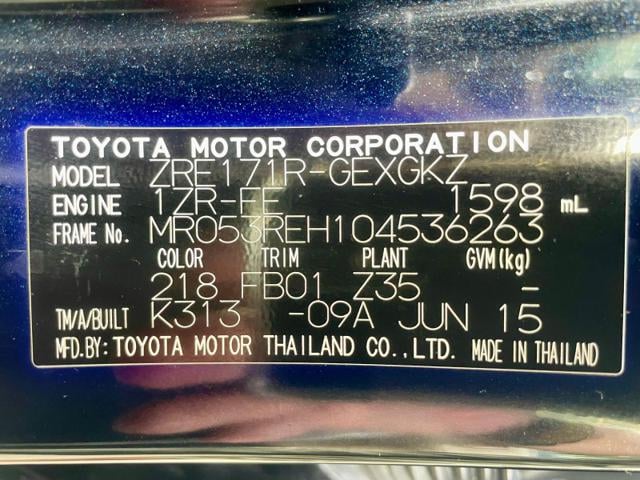 TOYOTA MOTOR CORPORATION
MODEL ZRE171R-GEXGKZ
ENGINE 1ZR-FE 1598 mL
FRAME No. MR053REH104536263
COLOR TRIM PLANT GVM(kg)
218 FB01 Z35 -
TM/A/BUILT K313 -09A JUN 15
MFD.BY: TOYOTA MOTOR THAILAND CO.,LTD. MADE IN THAILAND